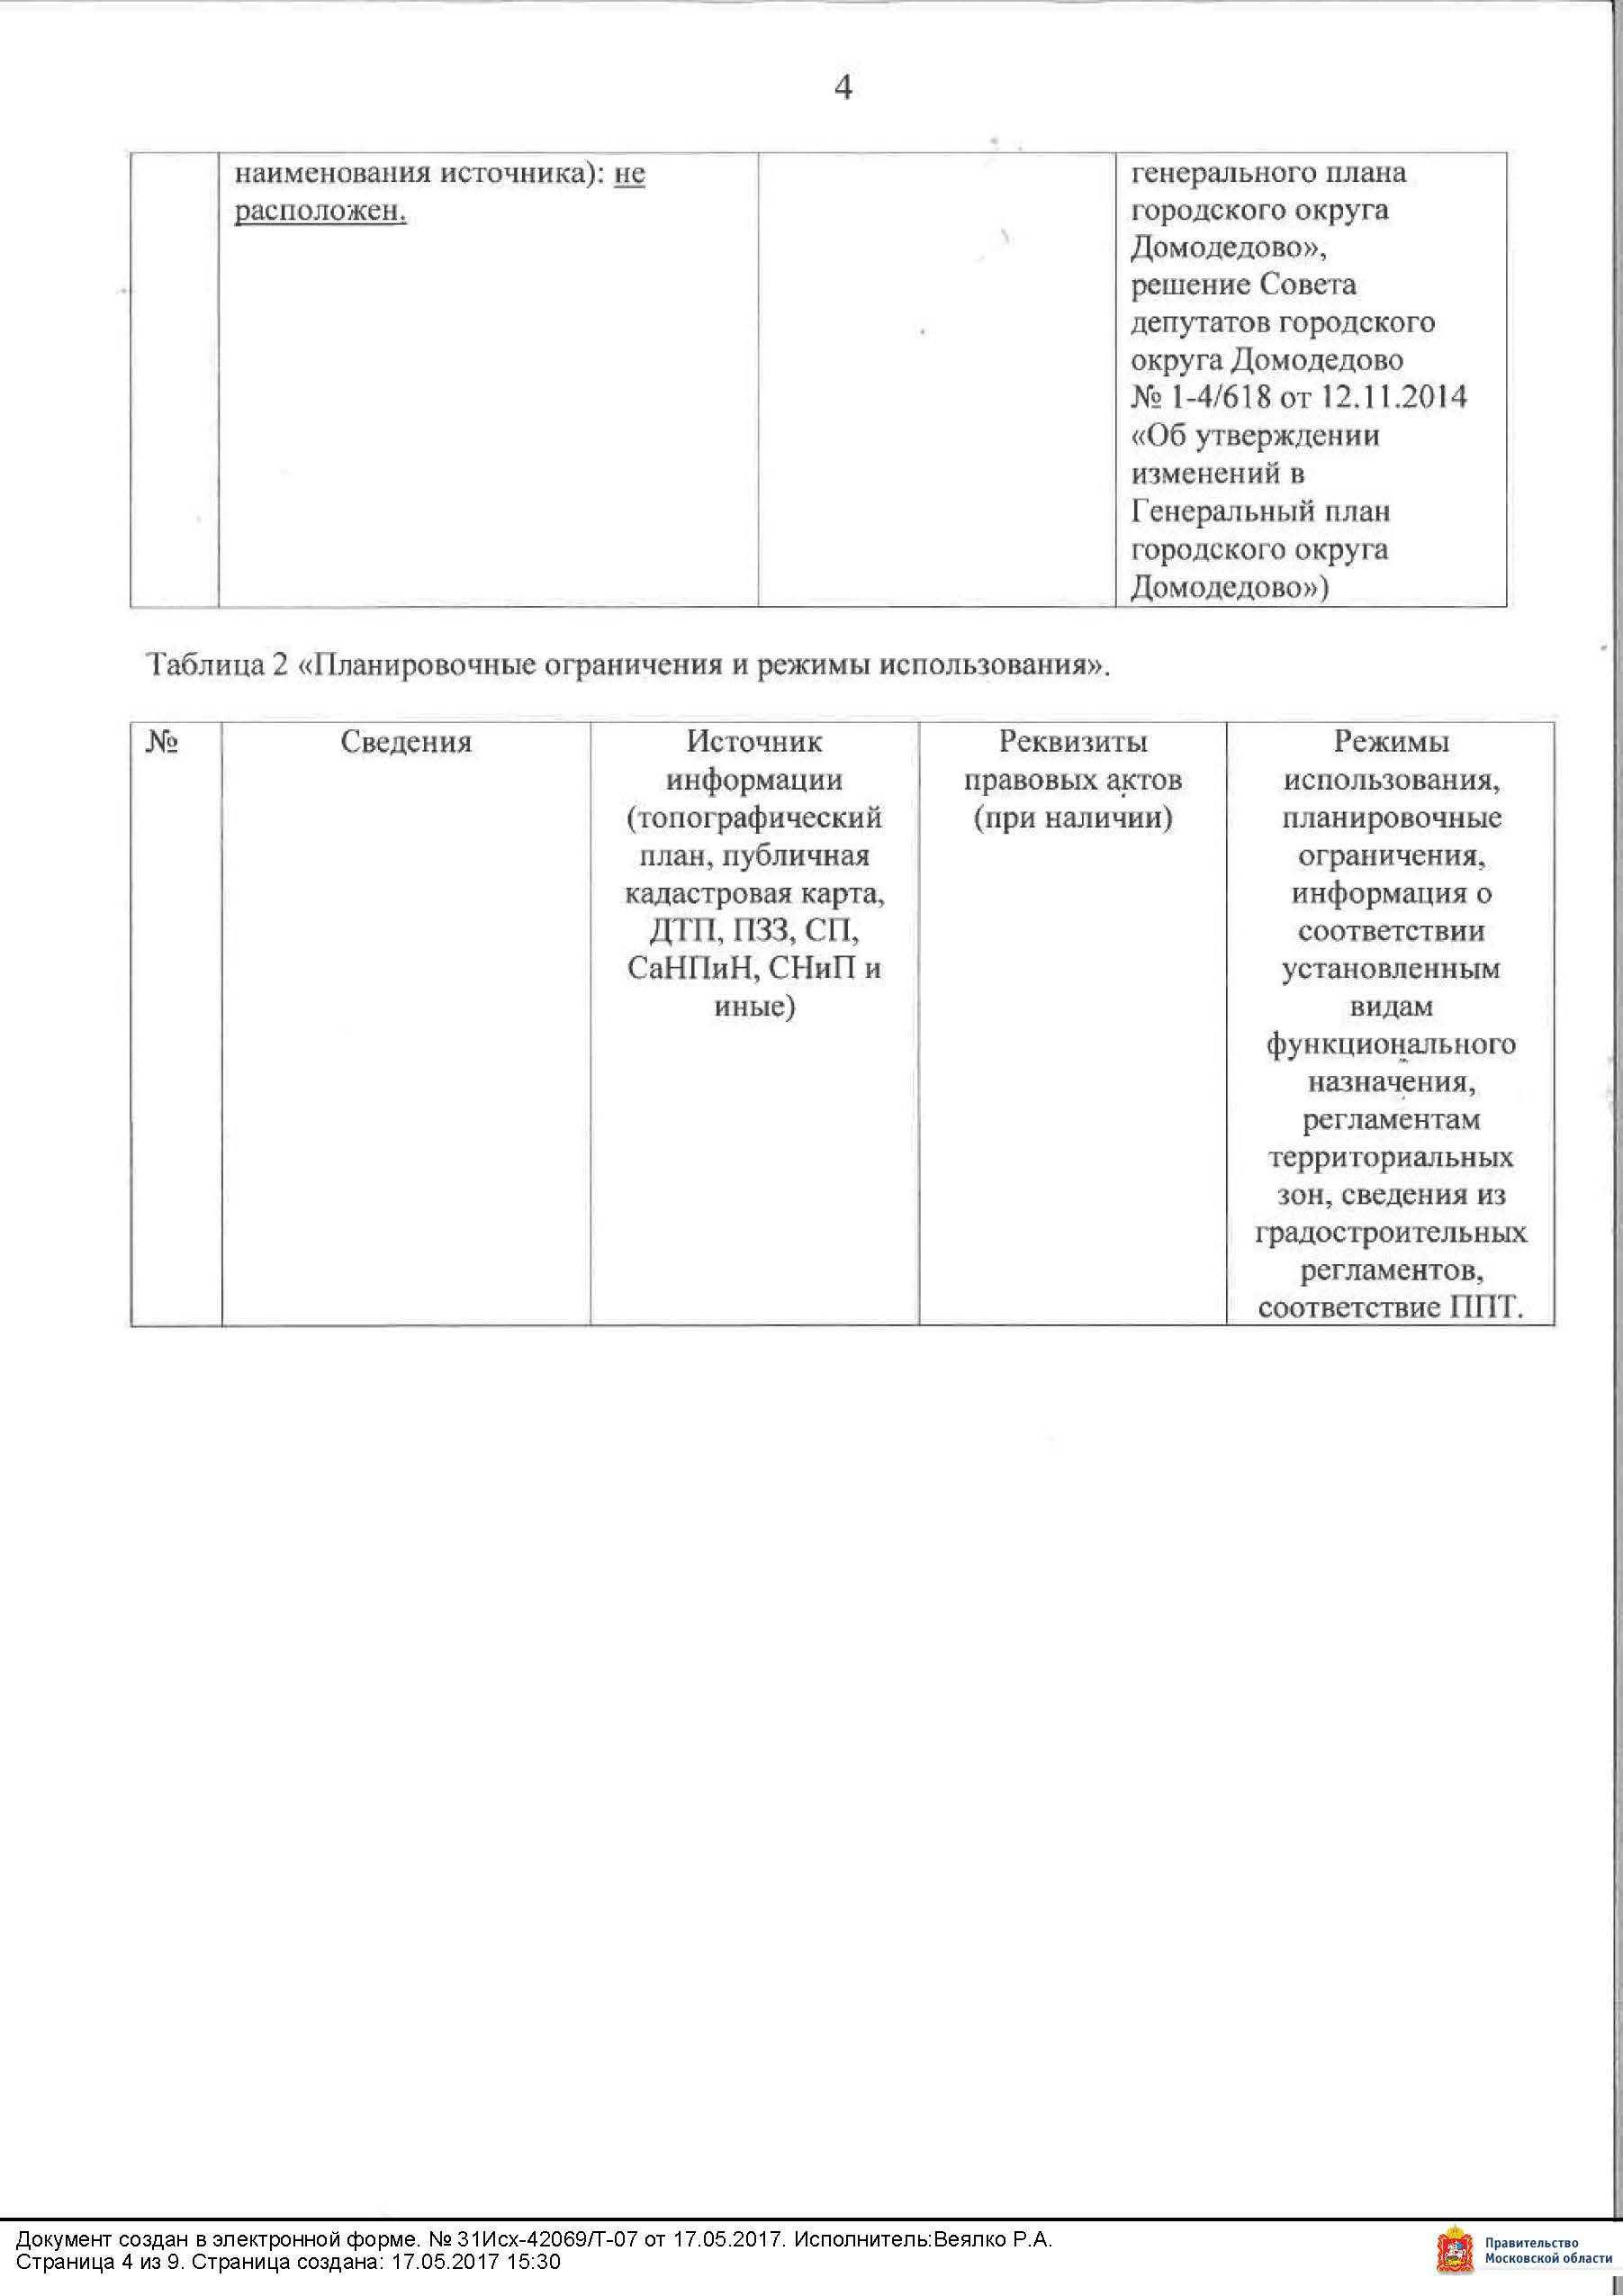 4
наименования источника): не
расположен.
генерального плана
городского округа
Домодедово»,
решение Совета
депутатов городского
округа Домодедово
№ 1-4/618 от 12.11.2014
«Об утверждении
изменений в
Генеральный план
городского округа
Домодедово»)
Таблица 2 «Планировочные ограничения и режимы использования».
№
Сведения
Источник
информации
(топографический
план, публичная
кадастровая карта,
ДТП, ПЗЗ, СП,
СаНПиН, СНиП и
иные)
Реквизиты
правовых актов
(при наличии)
Режимы
использования,
планировочные
ограничения,
информация о
соответствии
установленным
видам
функционального
назначения,
регламентам
территориальных
зон, сведения из
градостроительных
регламентов,
соответствие ППТ.
Документ создан в электронной форме. № 31Исх-42069/Т-07 от 17.05.2017. Исполнитель:Веялко Р.А.
Страница 4 из 9. Страница создана: 17.05.2017 15:30
Правительство
Московской области